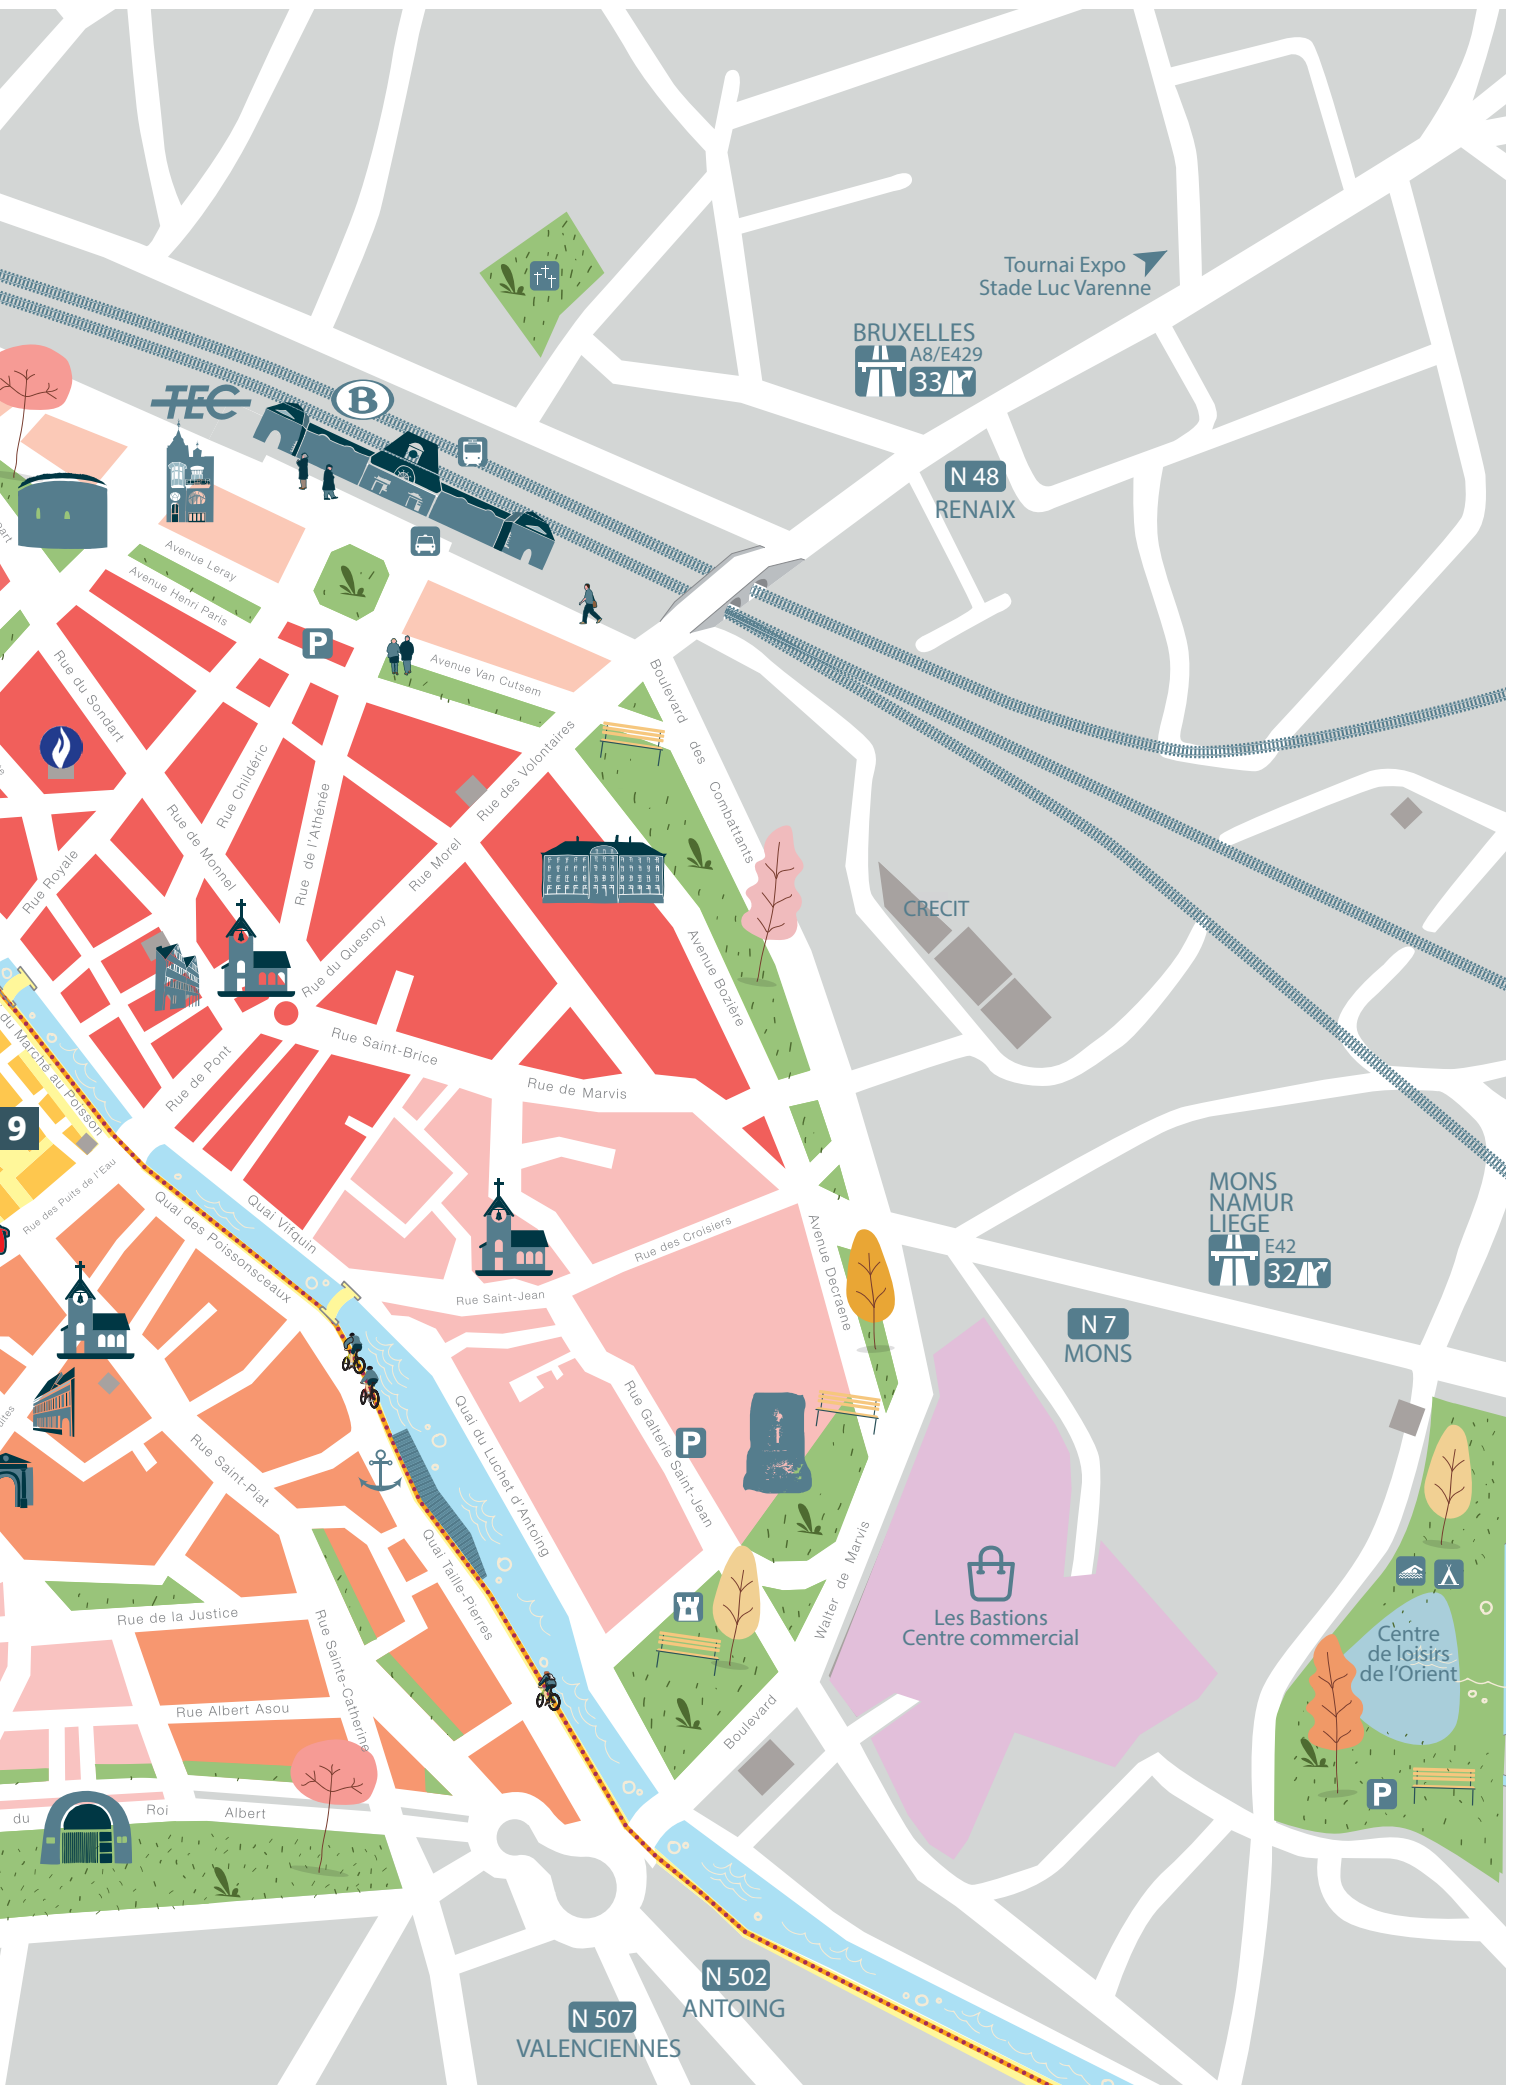 Tournai Expo
Stade Luc Varenne
BRUXELLES
A8/E429
33
TEC
B
N 48
RENAIX
Avenue Leray
Avenue Henri Paris
P
Avenue Van Cutsem
Rue du Sondart
Boulevard des Combattants
Rue Childéric
Rue de l'Athénée
Rue des Volontaires
Rue de Monnel
Rue Morel
Rue Royale
CRECIT
Rue du Quesnoy
Avenue Bozière
du Marché au Poisson
Rue Saint-Brice
Rue de Pont
Rue de Marvis
9
Rue des Puits de l'Eau
Quai des Poissonsceaux
Quai Vifquin
Rue des Croisiers
Rue Saint-Jean
Avenue Decraene
MONS
NAMUR
LIEGE
E42
32
N 7
MONS
Quai du Luchet d'Antoing
Rue Galterie Saint-Jean
P
Rue Saint-Piat
Quai Taille-Pierres
Walter de Marvis
Boulevard
Les Bastions
Centre commercial
Rue de la Justice
Rue Sainte-Catherine
Rue Albert Asou
Centre
de loisirs
de l'Orient
P
du Roi Albert
N 502
ANTOING
N 507
VALENCIENNES